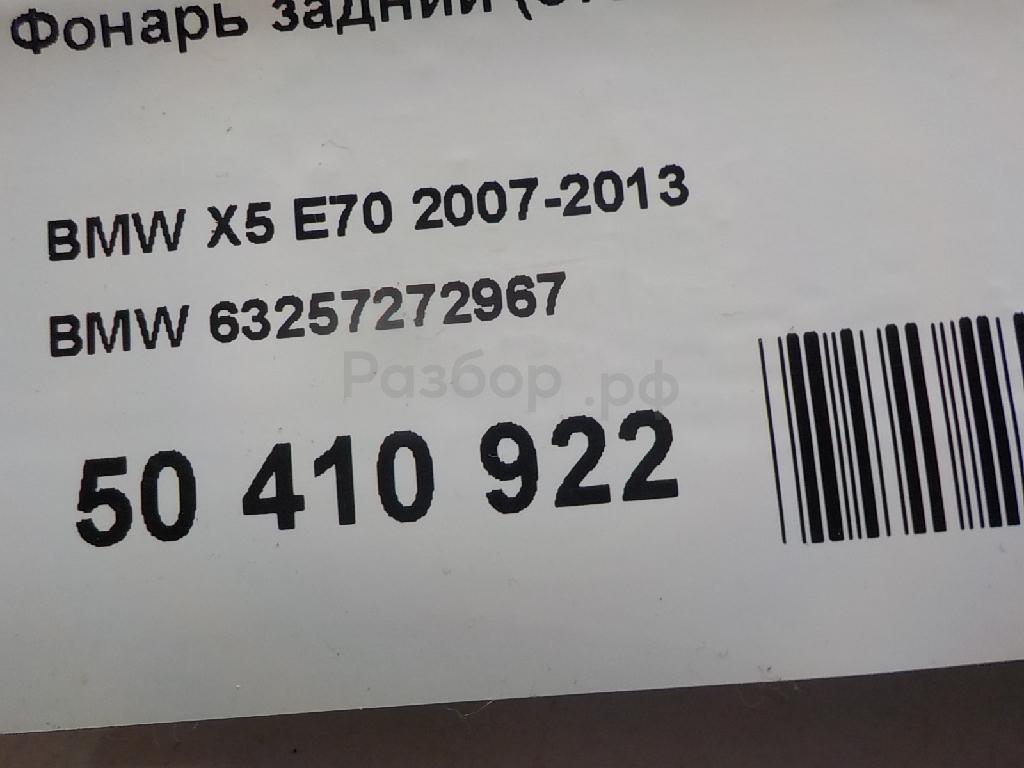 Фонарь задний
BMW X5 E70 2007-2013
BMW 63257272967
Разбор.рф
50 410 922